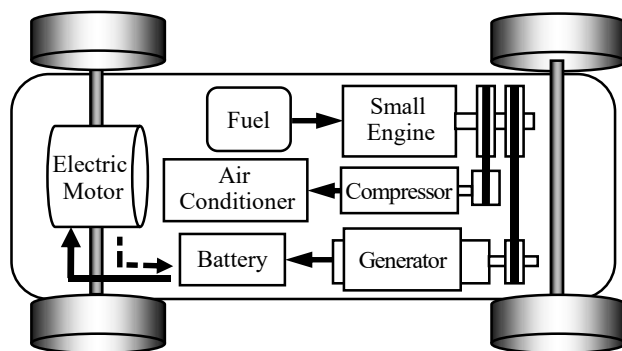 Fuel
Small
Engine
Electric
Motor
Air
Conditioner
Compressor
Battery
Generator